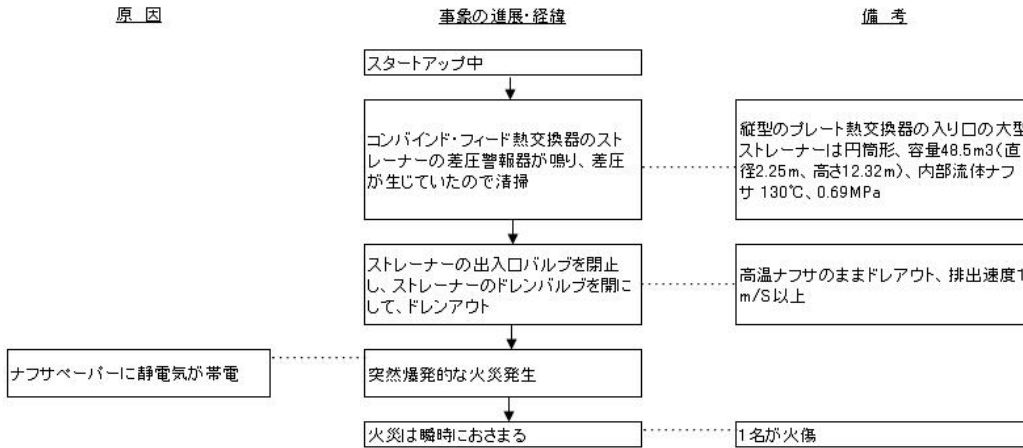 原　因
事象の進展・経緯
備　考
スタートアップ中
コンバインド・フィード熱交換器のスト
レーナーの差圧警報器が鳴り、差圧
が生じていたので清掃
縦型のプレート熱交換器の入り口の大型
ストレーナーは円筒形、容量48.5m3（直
径2.25m、高さ12.32m）、内部流体ナフ
サ 130℃、0.69MPa
ストレーナーの出入口バルブを閉止
し、ストレーナーのドレンバルブを開に
して、ドレンアウト
高温ナフサのままドレアウト、排出速度1
m/S以上
ナフサベーパーに静電気が帯電
突然爆発的な火災発生
火災は瞬時におさまる
1名が火傷